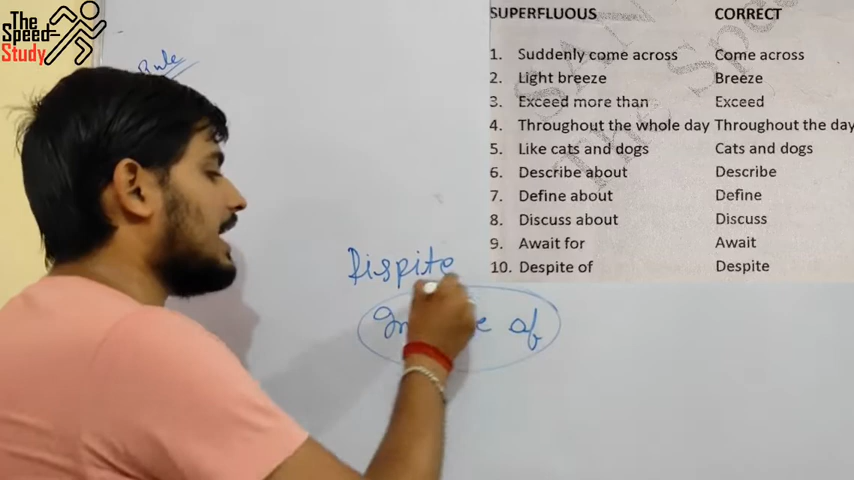 The
Speed
Study
Rule
SUPERFLUOUS CORRECT
1. Suddenly come across Come across
2. Light breeze Breeze
3. Exceed more than Exceed
4. Throughout the whole day Throughout the day
5. Like cats and dogs Cats and dogs
6. Describe about Describe
7. Define about Define
8. Discuss about Discuss
9. Await for Await
10. Despite of Despite
Dispite
of